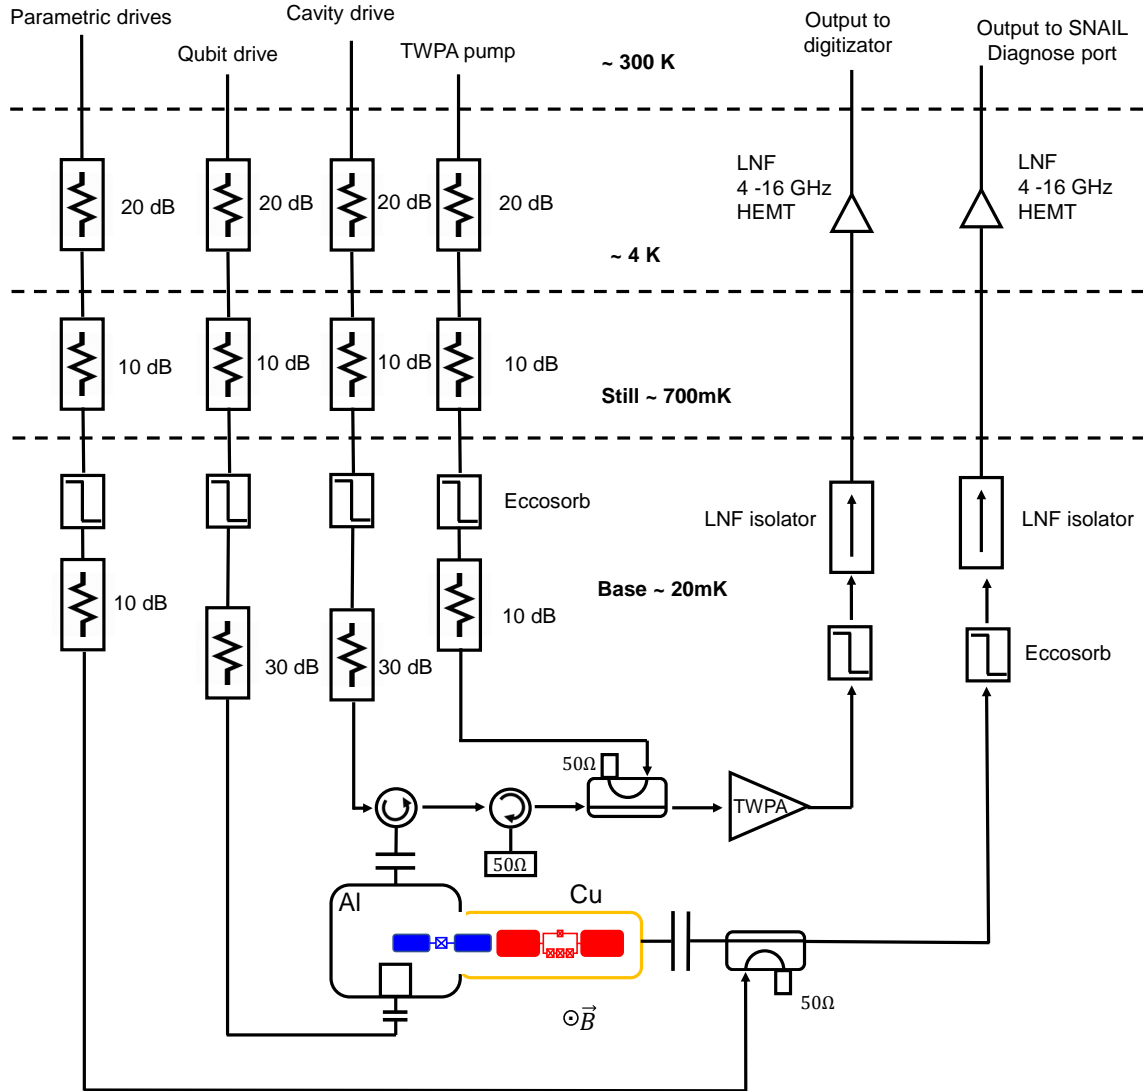 Parametric drives
Qubit drive
Cavity drive
TWPA pump
~ 300 K
Output to
digitizator
Output to SNAIL
Diagnose port
20 dB
20 dB
20 dB
20 dB
LNF
4 -16 GHz
HEMT
LNF
4 -16 GHz
HEMT
~ 4 K
10 dB
10 dB
10 dB
10 dB
Still ~ 700mK
Eccosorb
LNF isolator
LNF isolator
Base ~ 20mK
10 dB
10 dB
30 dB
30 dB
Eccosorb
50Ω
TWPA
50Ω
Al
Cu
50Ω
⊙B⃗